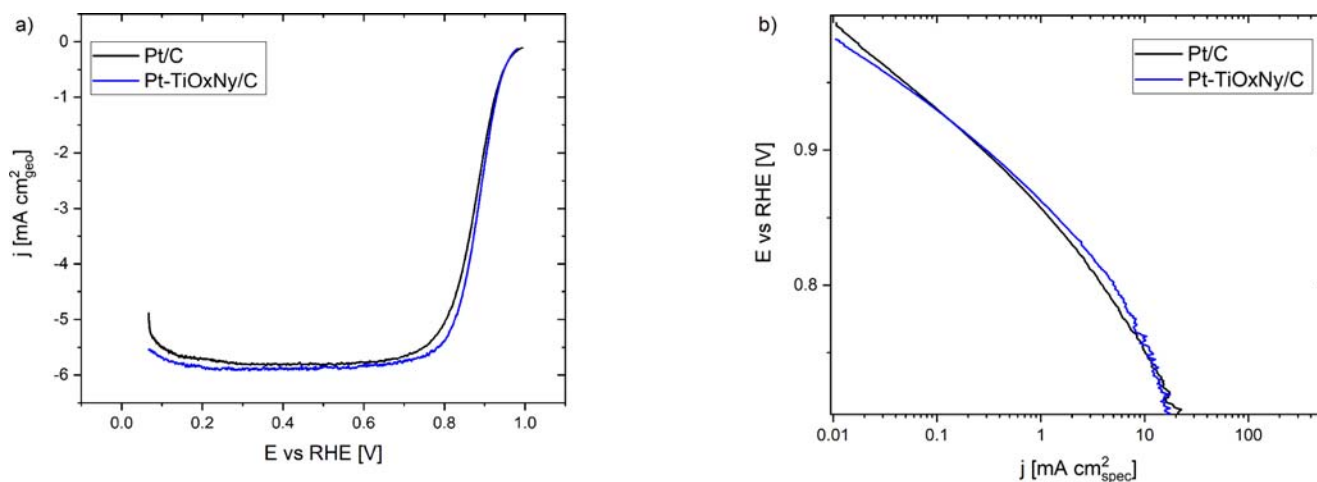 a)
Pt/C
Pt-TiOxNy/C
0
-1
-2
-3
-4
-5
-6
j [mA cm²geo]
0.0 0.2 0.4 0.6 0.8 1.0
E vs RHE [V]
b)
Pt/C
Pt-TiOxNy/C
0.9
0.8
E vs RHE [V]
0.01 0.1 1 10 100
j [mA cm²spec]